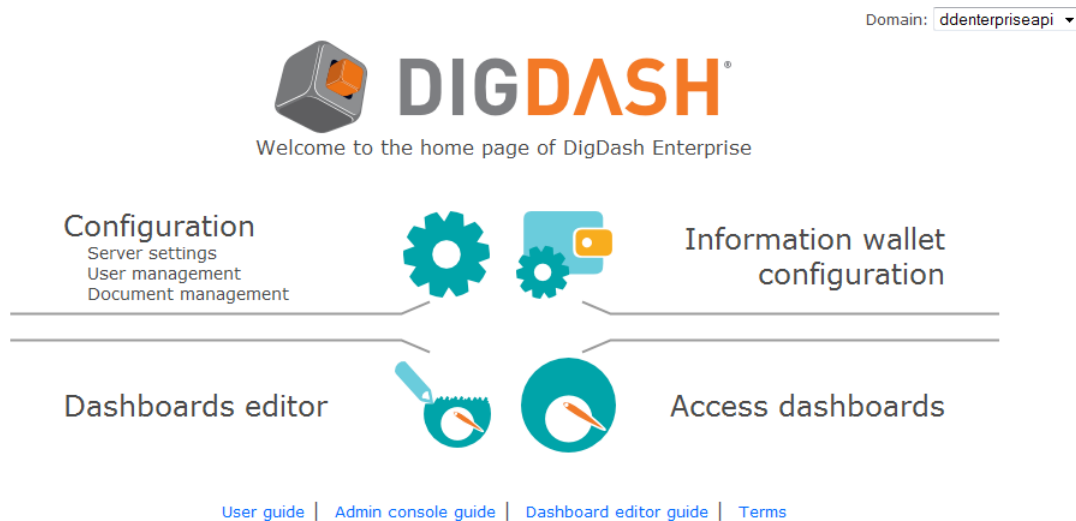 Domain: ddenterpriseapi
DIGDASH®
Welcome to the home page of DigDash Enterprise
Configuration
Server settings
User management
Document management
Information wallet
configuration
Dashboards editor
Access dashboards
User guide | Admin console guide | Dashboard editor guide | Terms